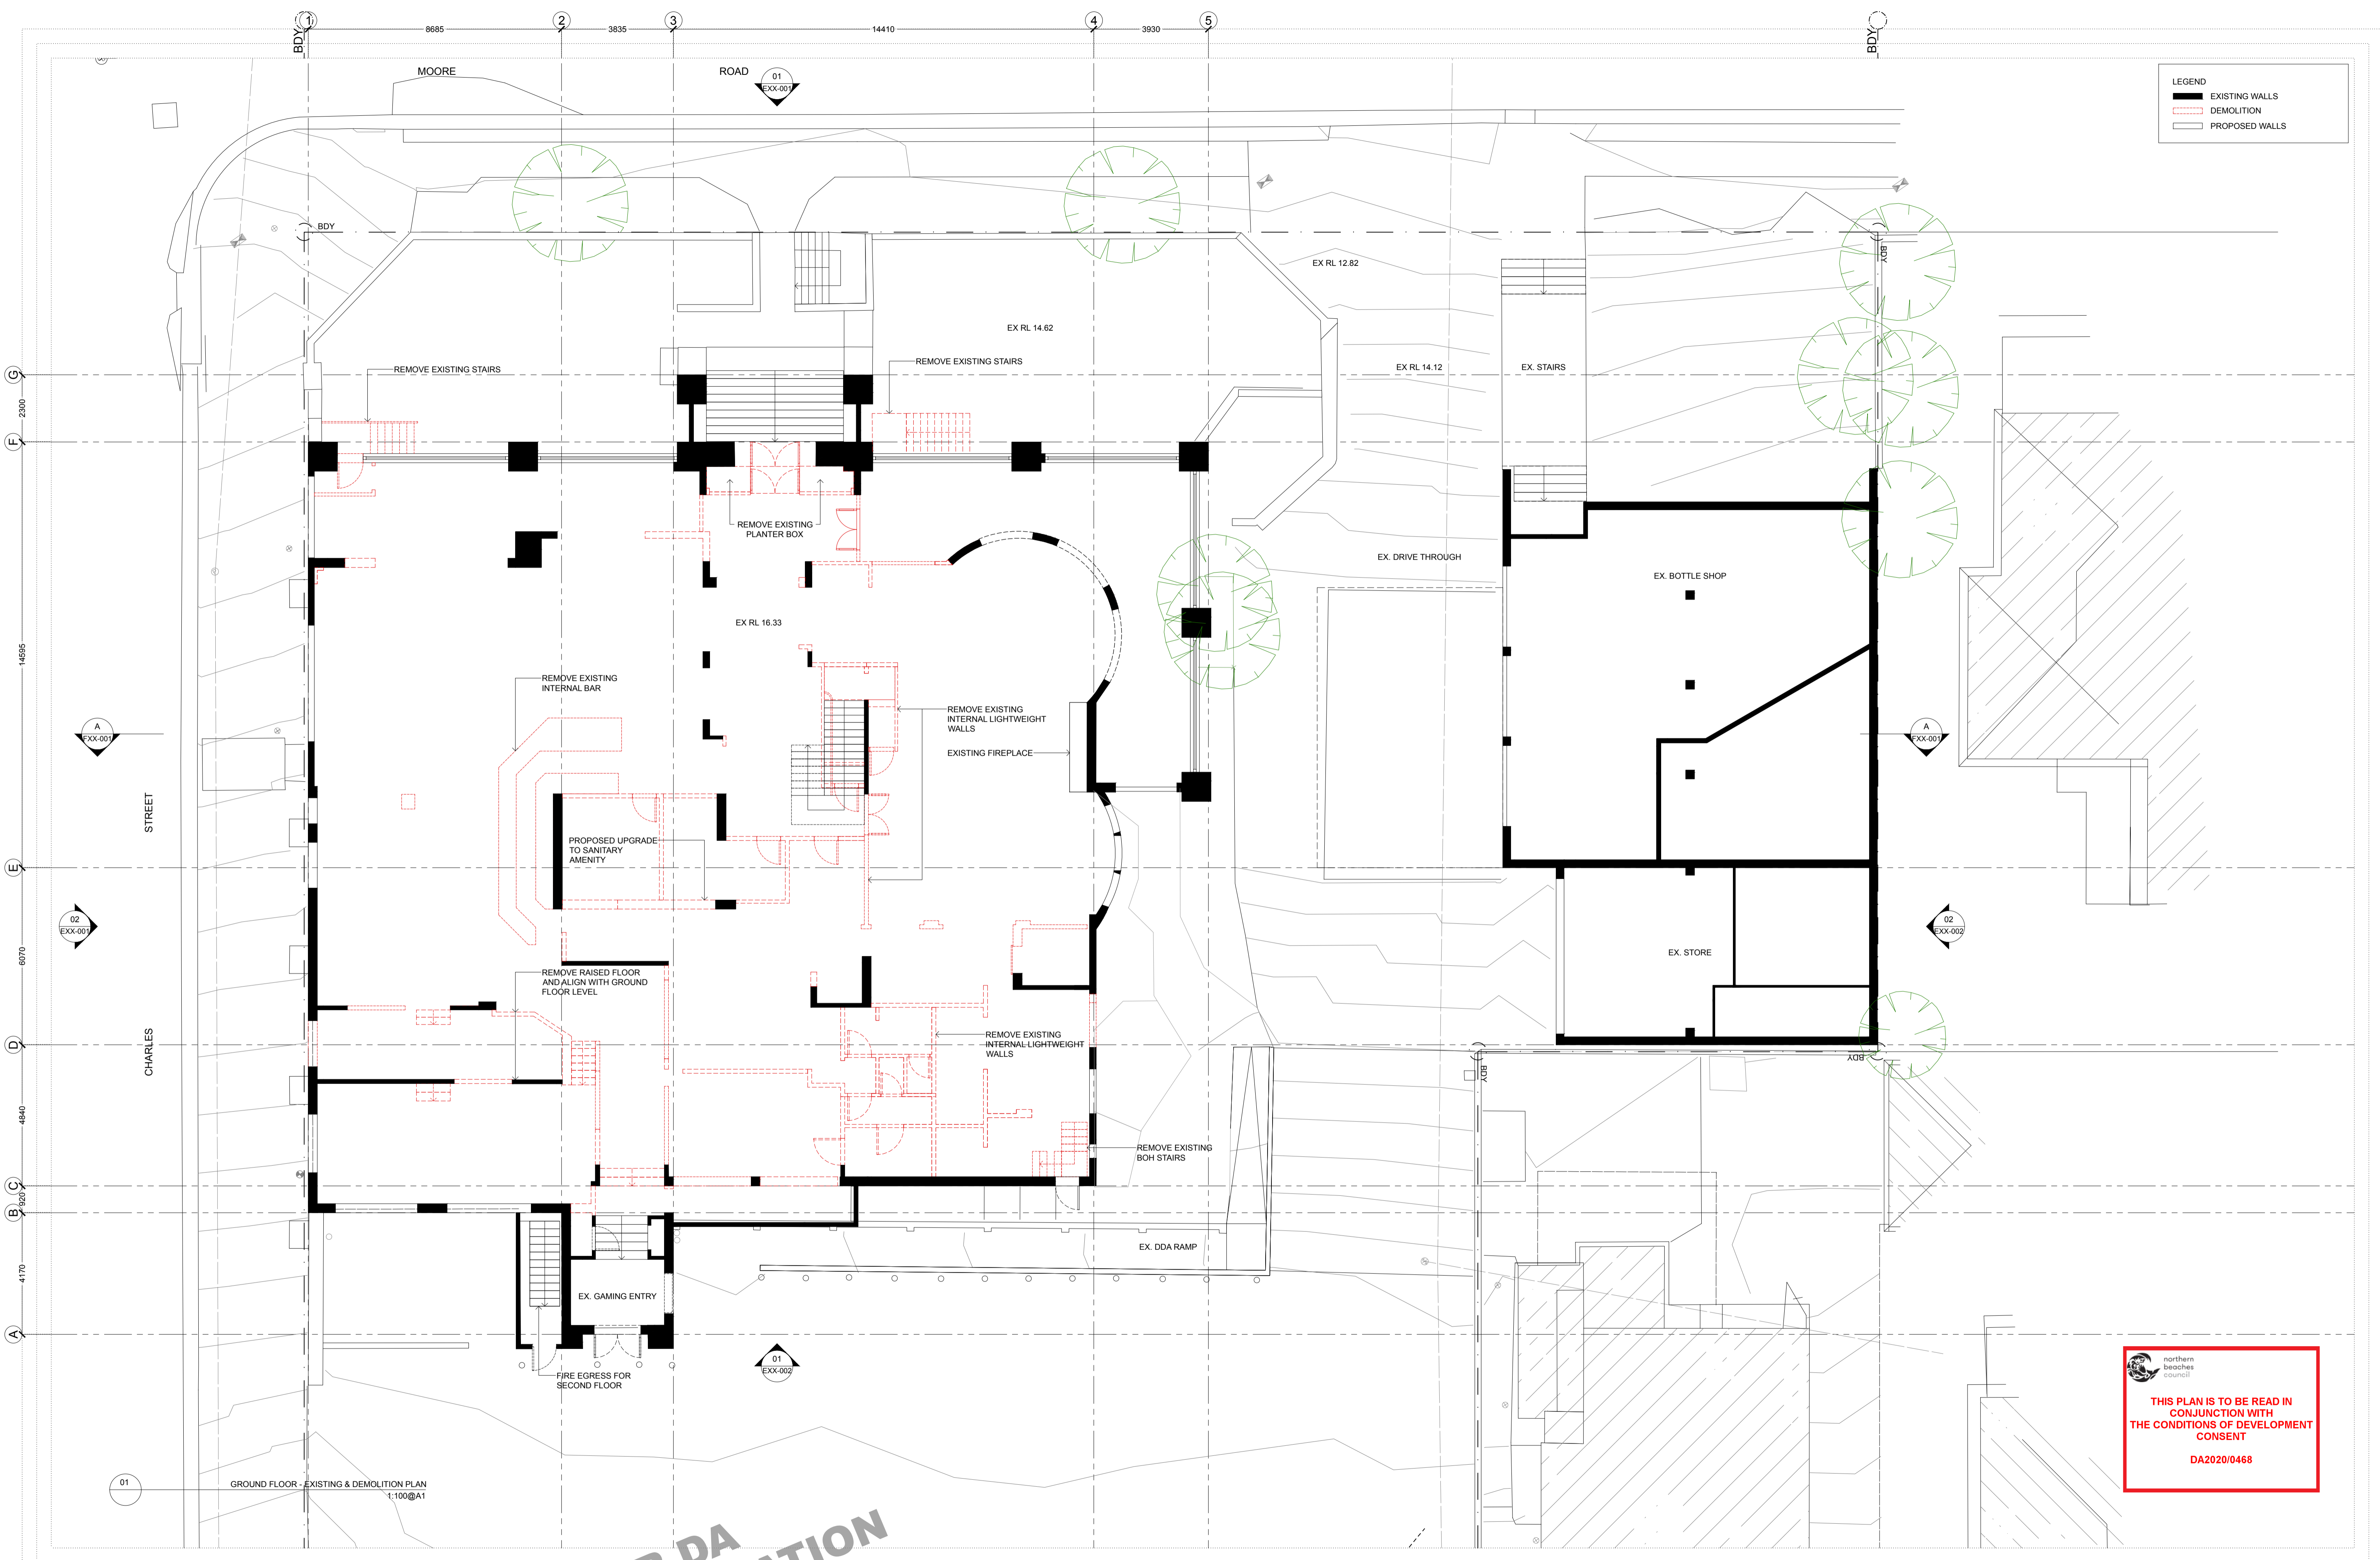 1
2
3
4
5
BDY
BDY
8685
3835
14410
3930
MOORE
ROAD
01
EXX-001
LEGEND
EXISTING WALLS
DEMOLITION
PROPOSED WALLS
BDY
BDY
EX RL 12.82
EX RL 14.62
REMOVE EXISTING STAIRS
REMOVE EXISTING STAIRS
EX RL 14.12
EX. STAIRS
G
2300
F
REMOVE EXISTING
PLANTER BOX
EX. DRIVE THROUGH
EX. BOTTLE SHOP
EX RL 16.33
14595
REMOVE EXISTING
INTERNAL BAR
REMOVE EXISTING
INTERNAL LIGHTWEIGHT
WALLS
EXISTING FIREPLACE
A
FXX-001
A
FXX-001
STREET
PROPOSED UPGRADE
TO SANITARY
AMENITY
E
02
EXX-001
02
EXX-002
6070
EX. STORE
REMOVE RAISED FLOOR
AND ALIGN WITH GROUND
FLOOR LEVEL
REMOVE EXISTING
INTERNAL LIGHTWEIGHT
WALLS
D
CHARLES
BDY
BDY
4840
REMOVE EXISTING
BOH STAIRS
C
920
B
EX. DDA RAMP
4170
EX. GAMING ENTRY
A
01
EXX-002
FIRE EGRESS FOR
SECOND FLOOR
northern
beaches
council
THIS PLAN IS TO BE READ IN
CONJUNCTION WITH
THE CONDITIONS OF DEVELOPMENT
CONSENT
DA2020/0468
01
GROUND FLOOR - EXISTING & DEMOLITION PLAN
1:100@A1
DA